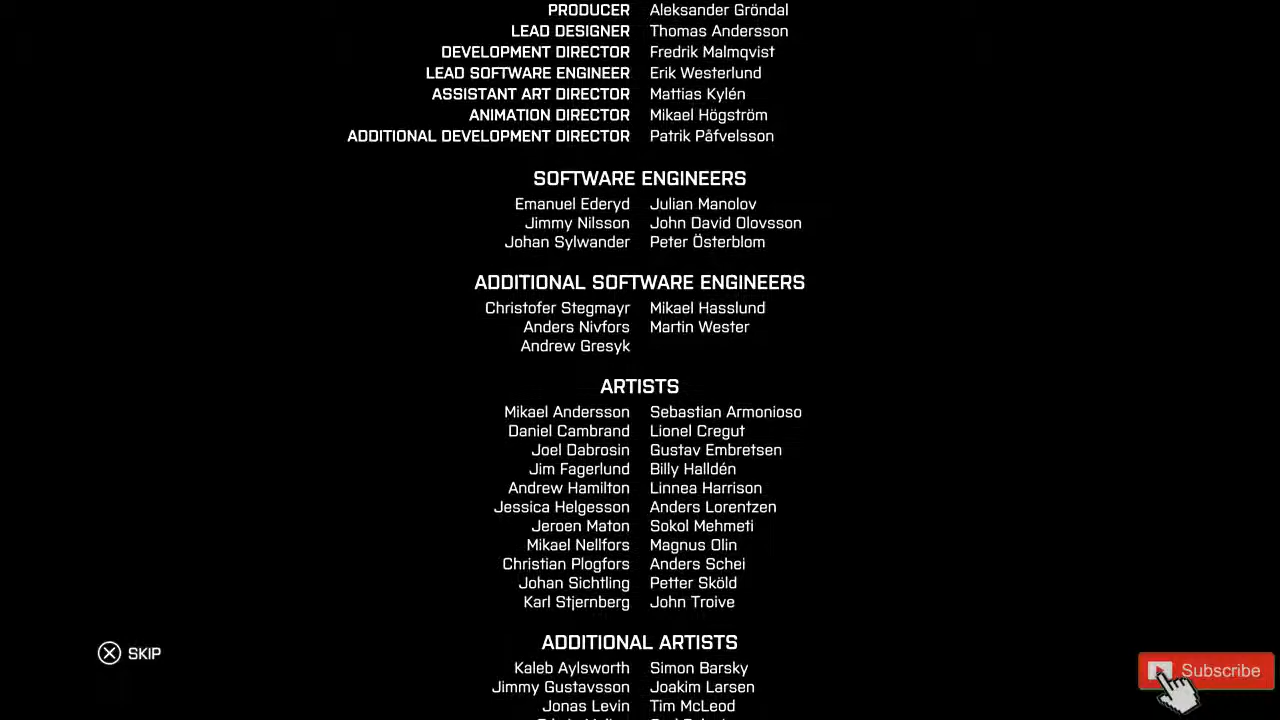 PRODUCER Aleksander Gröndal
LEAD DESIGNER Thomas Andersson
DEVELOPMENT DIRECTOR Fredrik Malmqvist
LEAD SOFTWARE ENGINEER Erik Westerlund
ASSISTANT ART DIRECTOR Mattias Kylén
ANIMATION DIRECTOR Mikael Högström
ADDITIONAL DEVELOPMENT DIRECTOR Patrik Påfvelsson
SOFTWARE ENGINEERS
Emanuel Ederyd Julian Manolov
Jimmy Nilsson John David Olovsson
Johan Sylwander Peter Österblom
ADDITIONAL SOFTWARE ENGINEERS
Christofer Stegmayr Mikael Hasslund
Anders Nivfors Martin Wester
Andrew Gresyk
ARTISTS
Mikael Andersson Sebastian Armonioso
Daniel Cambrand Lionel Cregut
Joel Dabrosin Gustav Embretsen
Jim Fagerlund Billy Halldén
Andrew Hamilton Linnea Harrison
Jessica Helgesson Anders Lorentzen
Jeroen Maton Sokol Mehmeti
Mikael Nellfors Magnus Olin
Christian Plogfors Anders Schei
Johan Sichtling Petter Sköld
Karl Stjernberg John Troive
ADDITIONAL ARTISTS
Kaleb Aylsworth Simon Barsky
Jimmy Gustavsson Joakim Larsen
Jonas Levin Tim McLeod
SKIP
Subscribe